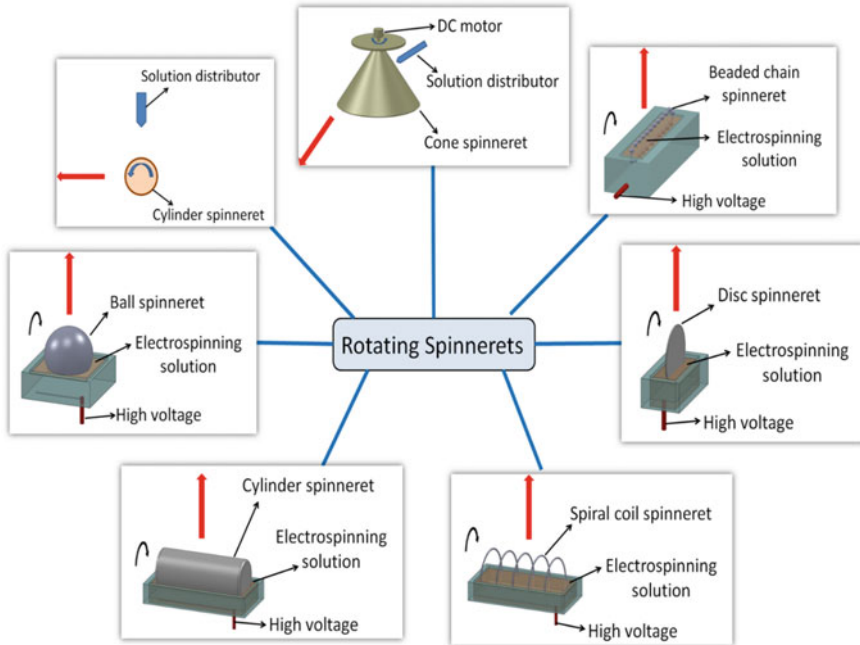 DC motor
Solution distributor
Cone spinneret
Solution distributor
Cylinder spinneret
Beaded chain
spinneret
Electrospinning
solution
High voltage
Ball spinneret
Electrospinning
solution
High voltage
Rotating Spinnerets
Disc spinneret
Electrospinning
solution
High voltage
Cylinder spinneret
Electrospinning
solution
High voltage
Spiral coil spinneret
Electrospinning
solution
High voltage